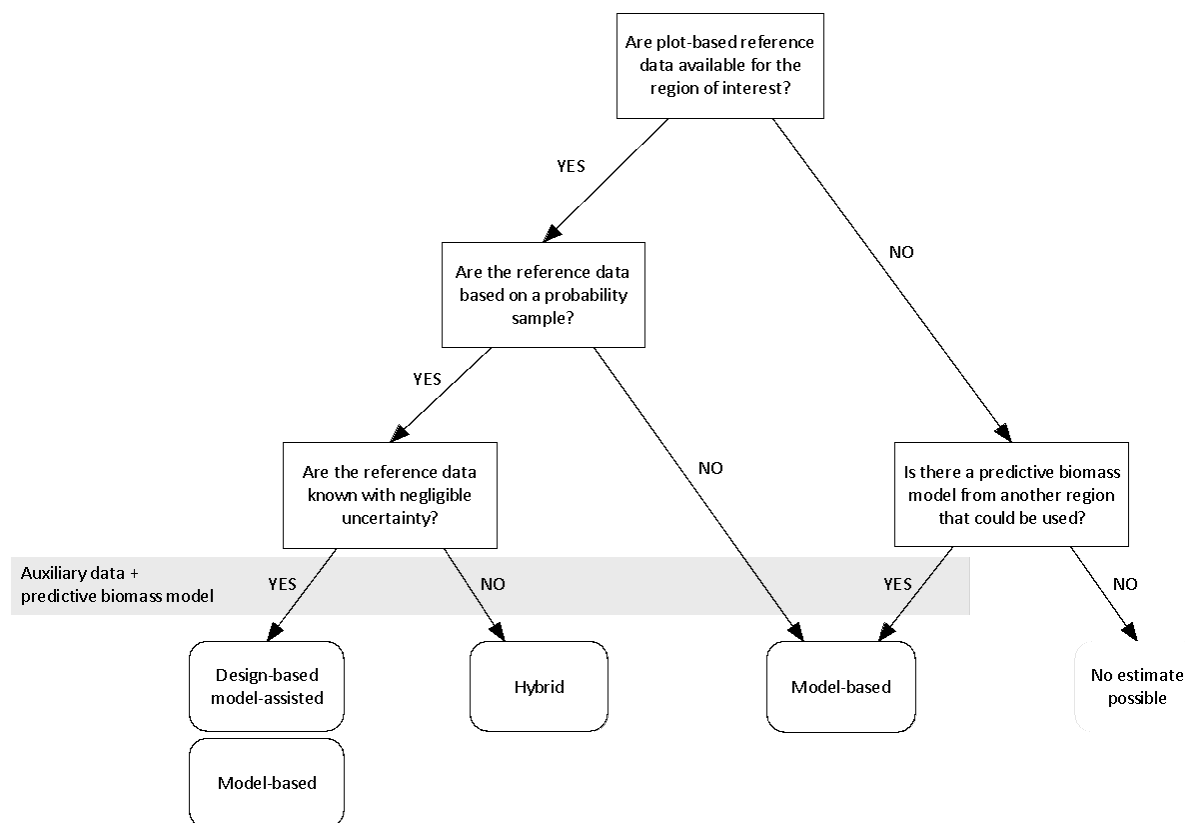 Are plot-based reference
data available for the
region of interest?
YES
NO
Are the reference data
based on a probability
sample?
YES
NO
Are the reference data
known with negligible
uncertainty?
Is there a predictive biomass
model from another region
that could be used?
Auxiliary data +
predictive biomass model
YES
NO
YES
NO
Design-based
model-assisted
Hybrid
Model-based
No estimate
possible
Model-based